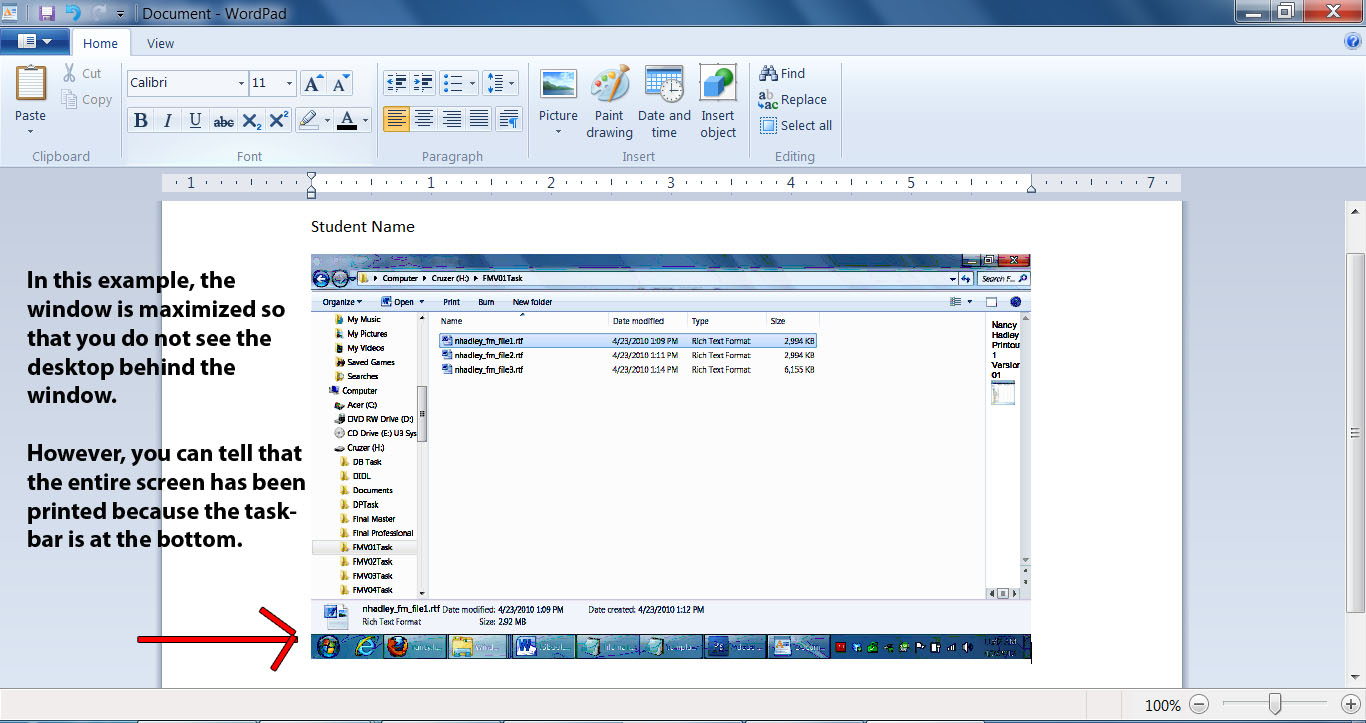 Document - WordPad
Home View
Paste
Cut
Copy
Clipboard
Calibri 11
B I U abc X2 X2 A
Font
Paragraph
Picture
Paint drawing
Date and time
Insert object
Insert
Find
Replace
Select all
Editing
1 1 2 3 4 5 7
Student Name
In this example, the
window is maximized so
that you do not see the
desktop behind the
window.
However, you can tell that
the entire screen has been
printed because the task-
bar is at the bottom.
Computer Cruzer (H:) FMV01Task
Search F...
Organize Open Print Burn New folder
My Music
My Pictures
My Videos
Saved Games
Searches
Computer
Acer (C:)
DVD RW Drive (D:)
CD Drive (E:) U3 Sys
Cruzer (H:)
DB Task
DIDL
Documents
DPTask
Final Master
Final Professional
FMV01Task
FMV02Task
FMV03Task
FMV04Task
Name Date modified Type Size
nhadley_fm_file1.rtf 4/23/2010 1:09 PM Rich Text Format 2,994 KB
nhadley_fm_file2.rtf 4/23/2010 1:11 PM Rich Text Format 2,994 KB
nhadley_fm_file3.rtf 4/23/2010 1:14 PM Rich Text Format 6,155 KB
Nancy
Hadley
Printou
1
Version
01
nhadley_fm_file1.rtf Date modified: 4/23/2010 1:09 PM Date created: 4/23/2010 1:12 PM
Rich Text Format Size: 2.92 MB
100%